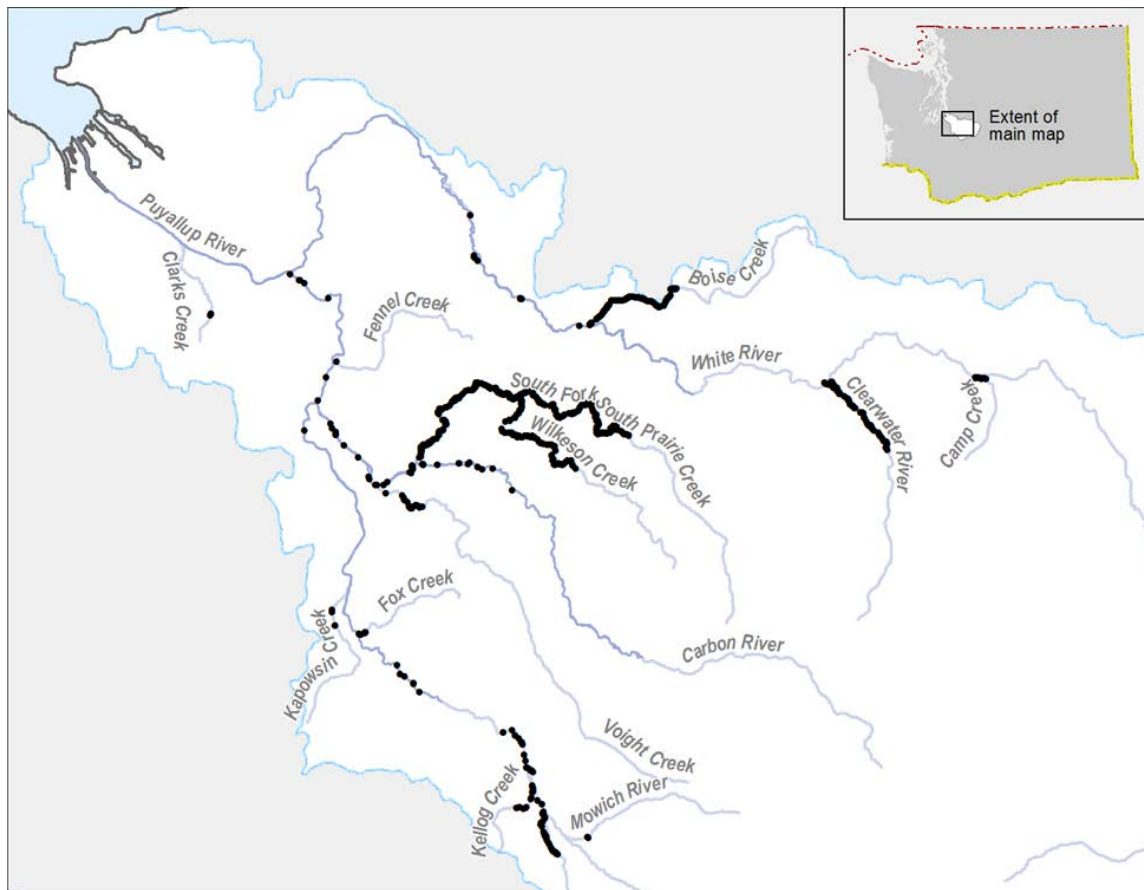 Extent of
main map
Puyallup River
Clarks Creek
Fennel Creek
Boise Creek
White River
South Fork South Prairie Creek
Wilkeson Creek
Clearwater River
Camp Creek
Fox Creek
Kapowsin Creek
Carbon River
Voight Creek
Mowich River
Kellog Creek